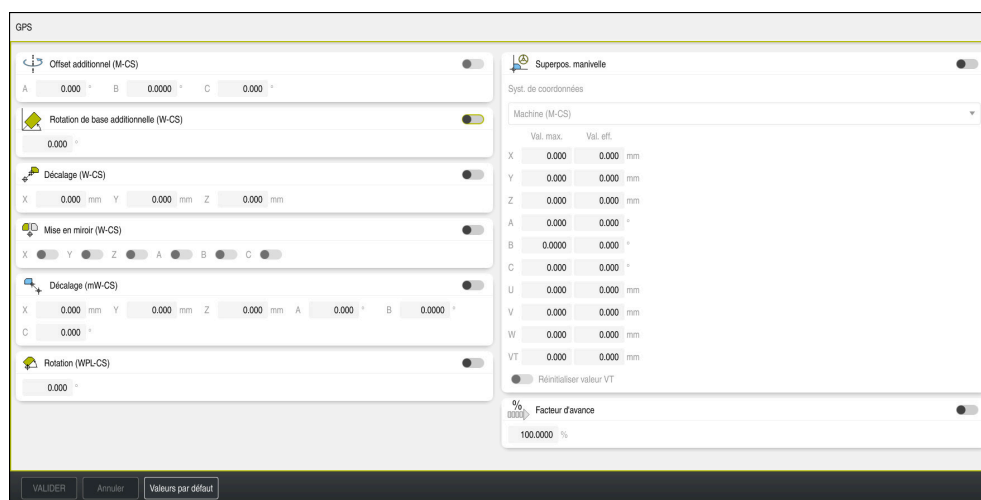 GPS
Offset additionnel (M-CS)
A 0.000 ° B 0.0000 ° C 0.000 °
Rotation de base additionnelle (W-CS)
0.000 °
Décalage (W-CS)
X 0.000 mm Y 0.000 mm Z 0.000 mm
Mise en miroir (W-CS)
X Y Z A B C
Décalage (mW-CS)
X 0.000 mm Y 0.000 mm Z 0.000 mm A 0.000 ° B 0.0000 °
C 0.000 °
Rotation (WPL-CS)
0.000 °
Superpos. manivelle
Syst. de coordonnées
Machine (M-CS)
Val. max. Val. eff.
X 0.000 0.000 mm
Y 0.000 0.000 mm
Z 0.000 0.000 mm
A 0.000 0.000 °
B 0.0000 0.000 °
C 0.000 0.000 °
U 0.000 0.000 mm
V 0.000 0.000 mm
W 0.000 0.000 mm
VT 0.000 0.000 mm
Réinitialiser valeur VT
% Facteur d'avance
100.0000 %
VALIDER Annuler Valeurs par défaut